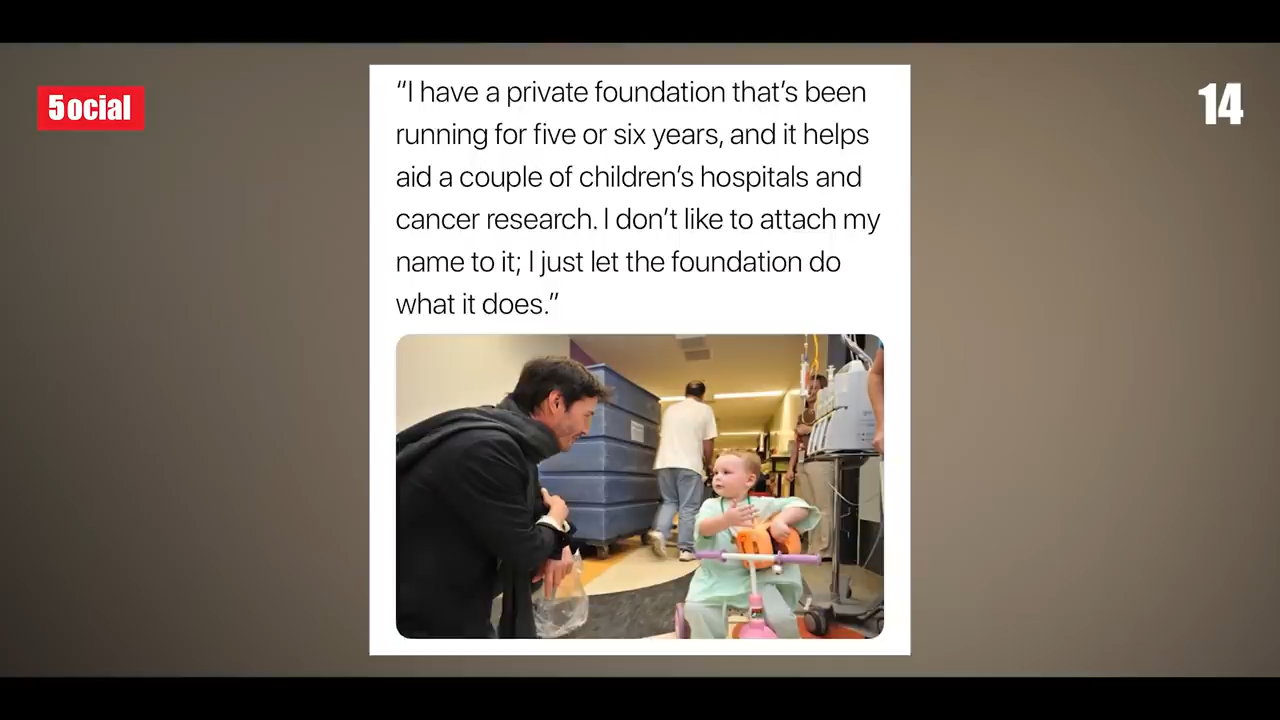 5ocial
14
“I have a private foundation that’s been
running for five or six years, and it helps
aid a couple of children’s hospitals and
cancer research. I don’t like to attach my
name to it; I just let the foundation do
what it does.”